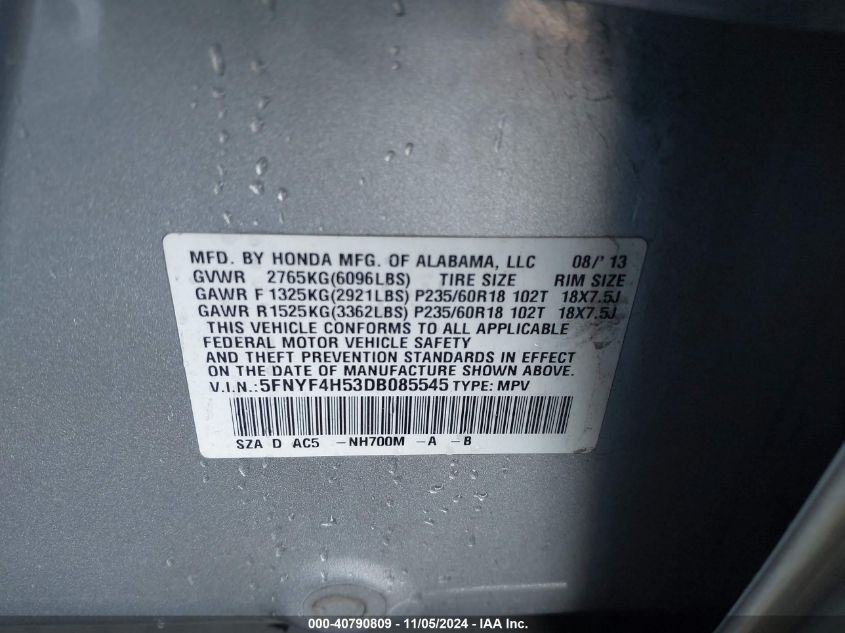 MFD. BY HONDA MFG. OF ALABAMA, LLC 08/' 13
GVWR 2765KG(6096LBS) TIRE SIZE RIM SIZE
GAWR F 1325KG(2921LBS) P235/60R18 102T 18X7.5J
GAWR R1525KG(3362LBS) P235/60R18 102T 18X7.5J
THIS VEHICLE CONFORMS TO ALL APPLICABLE
FEDERAL MOTOR VEHICLE SAFETY
AND THEFT PREVENTION STANDARDS IN EFFECT
ON THE DATE OF MANUFACTURE SHOWN ABOVE.
V.I.N.: 5FNYF4H53DB085545 TYPE: MPV
SZA D AC5 -NH700M -A -B
000-40790809 - 11/05/2024 - IAA Inc.